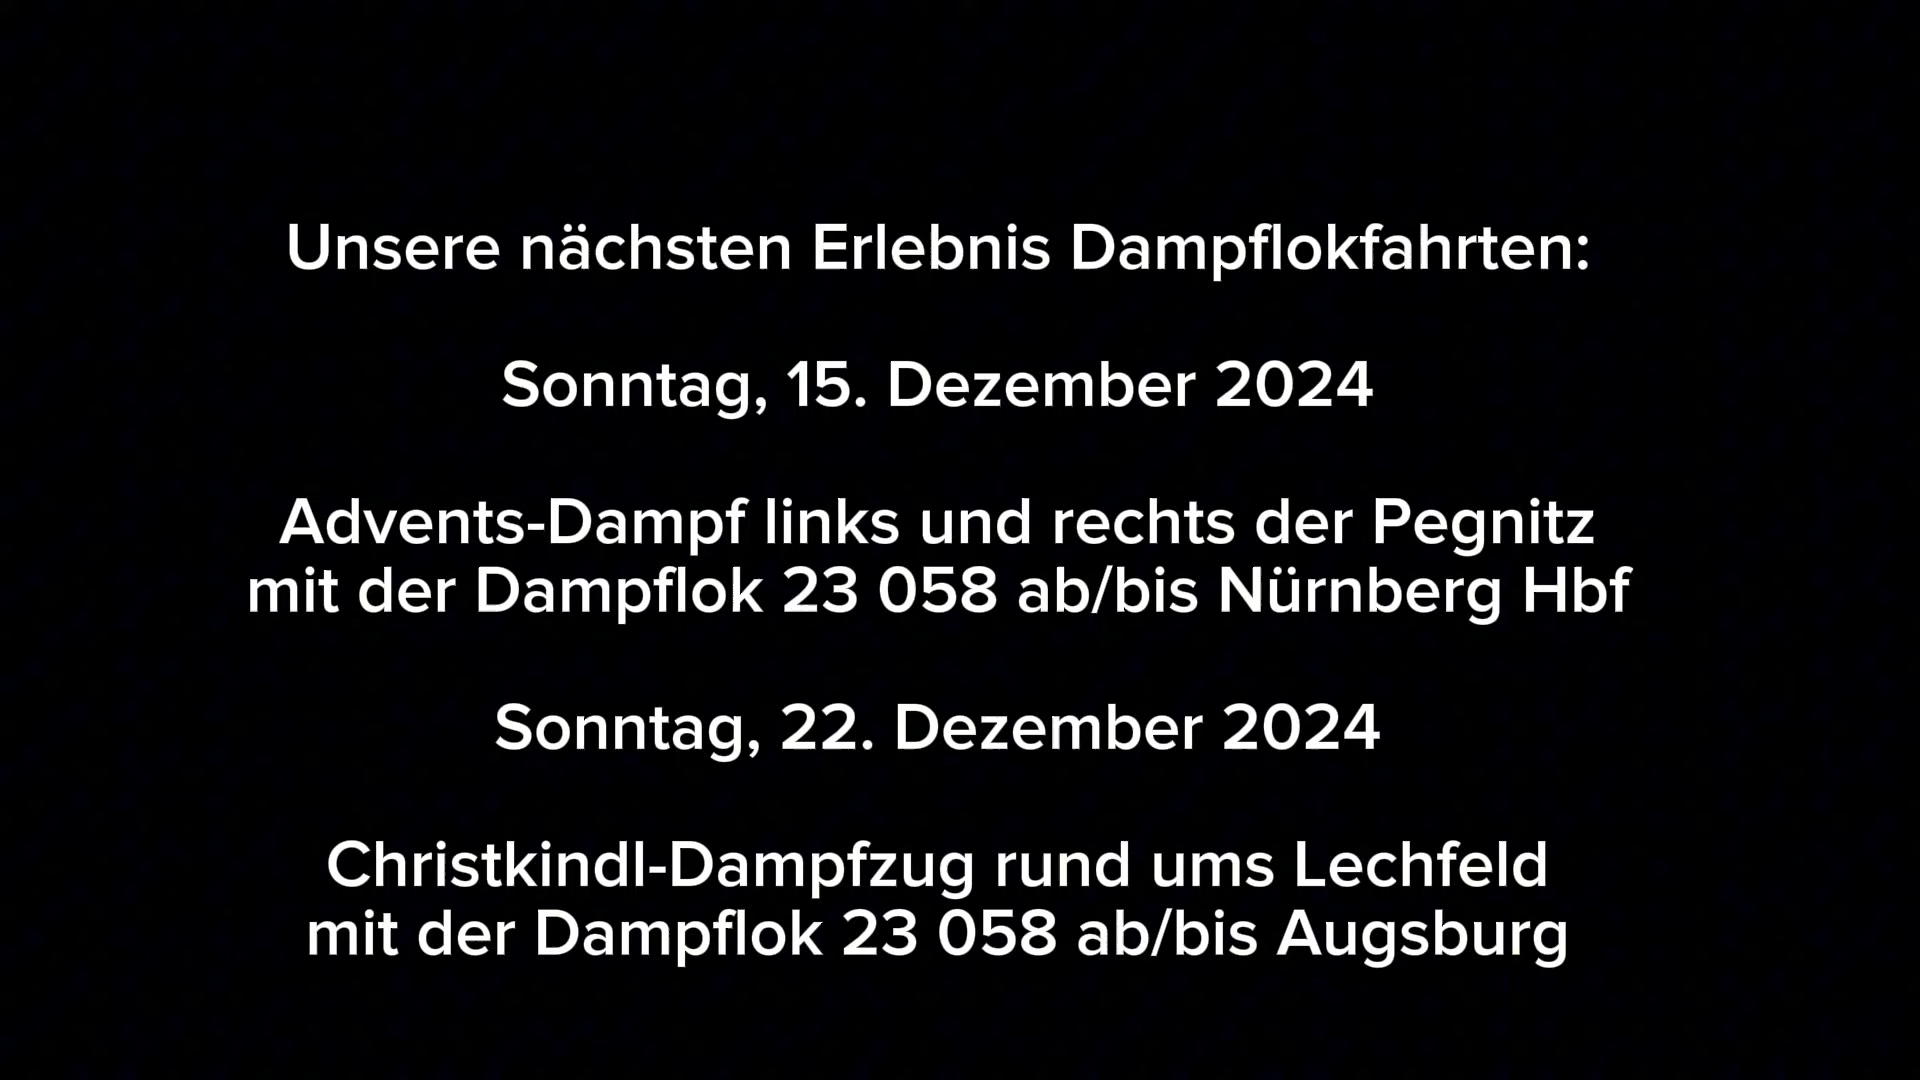 Unsere nächsten Erlebnis Dampflokfahrten:
Sonntag, 15. Dezember 2024
Advents-Dampf links und rechts der Pegnitz
mit der Dampflok 23 058 ab/bis Nürnberg Hbf
Sonntag, 22. Dezember 2024
Christkindl-Dampfzug rund ums Lechfeld
mit der Dampflok 23 058 ab/bis Augsburg